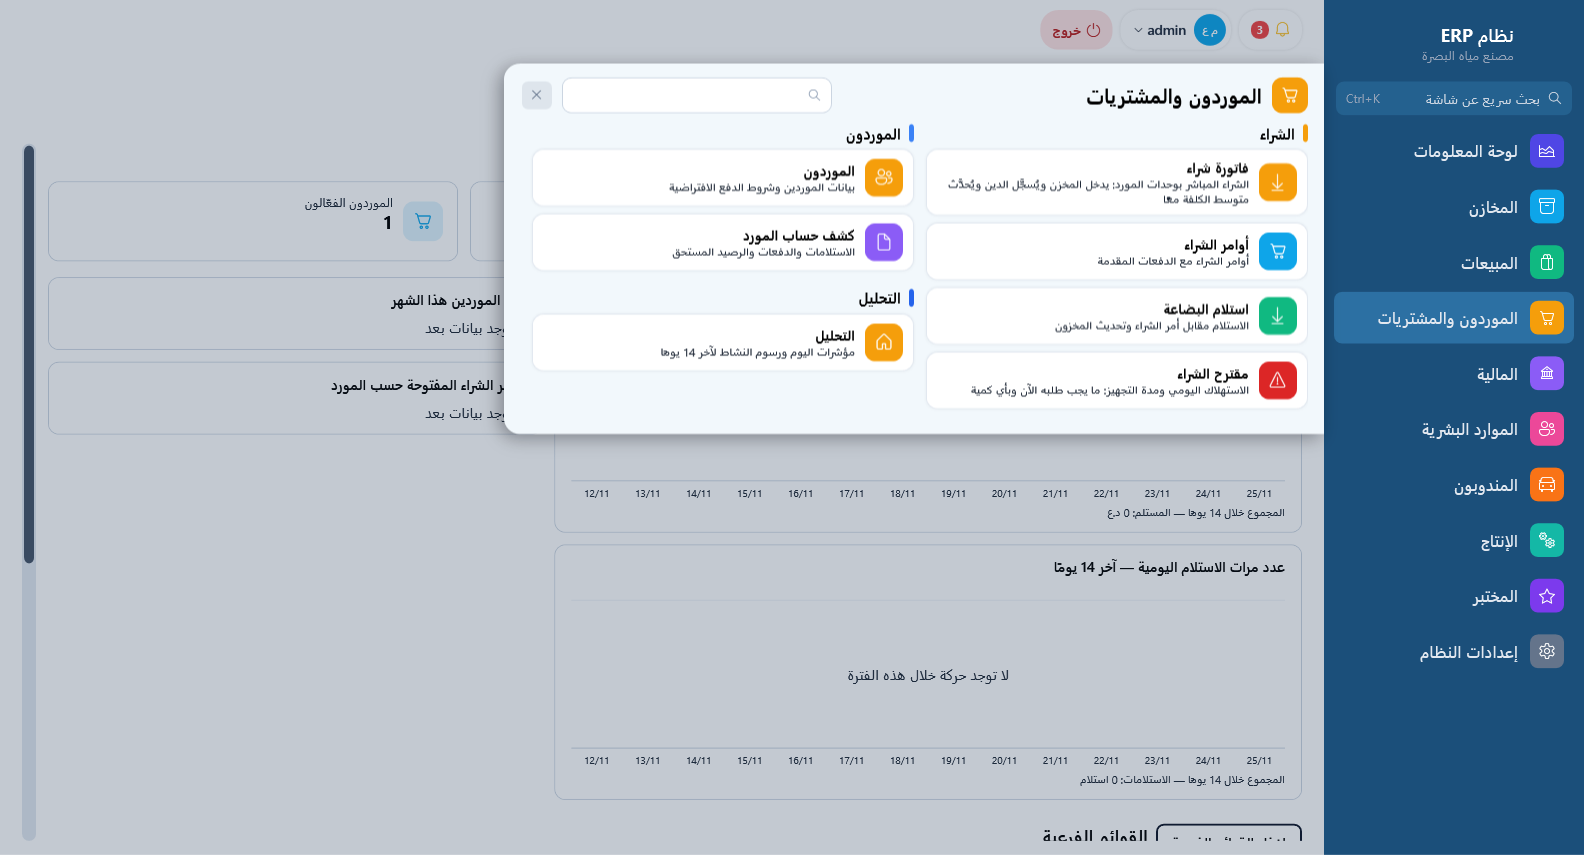 نظام ERP
مصنع مياه البصرة
بحث سريع عن شاشة
Ctrl+K
لوحة المعلومات
المخازن
المبيعات
الموردون والمشتريات
المالية
الموارد البشرية
المندوبون
الإنتاج
المختبر
إعدادات النظام
3
م ع
admin
خروج
الموردون والمشتريات
الشراء
فاتورة شراء
الشراء المباشر بوحدات المورد: يدخل المخزن ويُسجَّل الدين ويُحدَّث
متوسط الكلفة معًا
أوامر الشراء
أوامر الشراء مع الدفعات المقدمة
استلام البضاعة
الاستلام مقابل أمر الشراء وتحديث المخزون
مقترح الشراء
الاستهلاك اليومي ومدة التجهيز: ما يجب طلبه الآن وبأي كمية
الموردون
الموردون
بيانات الموردين وشروط الدفع الافتراضية
كشف حساب المورد
الاستلامات والدفعات والرصيد المستحق
التحليل
التحليل
مؤشرات اليوم ورسوم النشاط لآخر 14 يومًا
الموردون الفعّالون
1
الموردين هذا الشهر
وجد بيانات بعد
ر الشراء المفتوحة حسب المورد
وجد بيانات بعد
12/11 13/11 14/11 15/11 16/11 17/11 18/11 19/11 20/11 21/11 22/11 23/11 24/11 25/11
المجموع خلال 14 يومًا — المستلم: 0 د.ع
عدد مرات الاستلام اليومية — آخر 14 يومًا
لا توجد حركة خلال هذه الفترة
12/11 13/11 14/11 15/11 16/11 17/11 18/11 19/11 20/11 21/11 22/11 23/11 24/11 25/11
المجموع خلال 14 يومًا — الاستلامات: 0 استلام
القوائم الفرعية